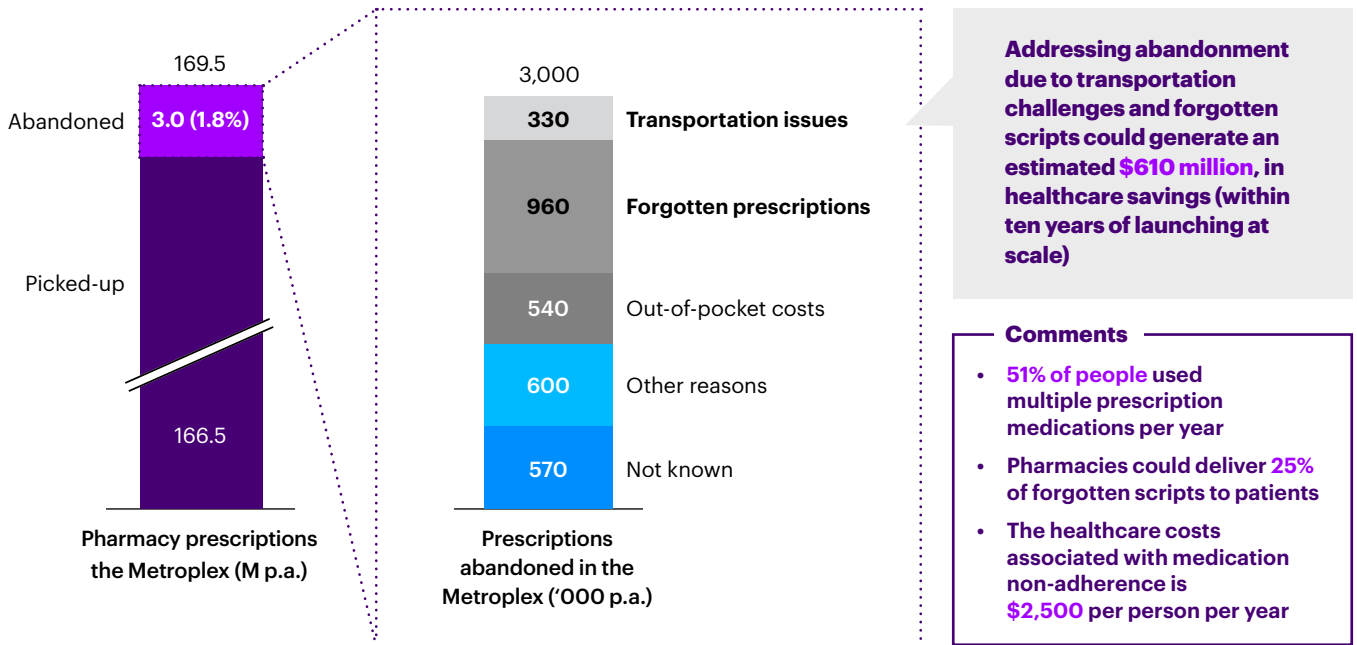 169.5
Abandoned
3.0 (1.8%)
Picked-up
166.5
Pharmacy prescriptions
the Metroplex (M p.a.)
3,000
330
Transportation issues
960
Forgotten prescriptions
540
Out-of-pocket costs
600
Other reasons
570
Not known
Prescriptions
abandoned in the
Metroplex (’000 p.a.)
Addressing abandonment
due to transportation
challenges and forgotten
scripts could generate an
estimated $610 million, in
healthcare savings (within
ten years of launching at
scale)
Comments
• 51% of people used
multiple prescription
medications per year
• Pharmacies could deliver 25%
of forgotten scripts to patients
• The healthcare costs
associated with medication
non-adherence is
$2,500 per person per year